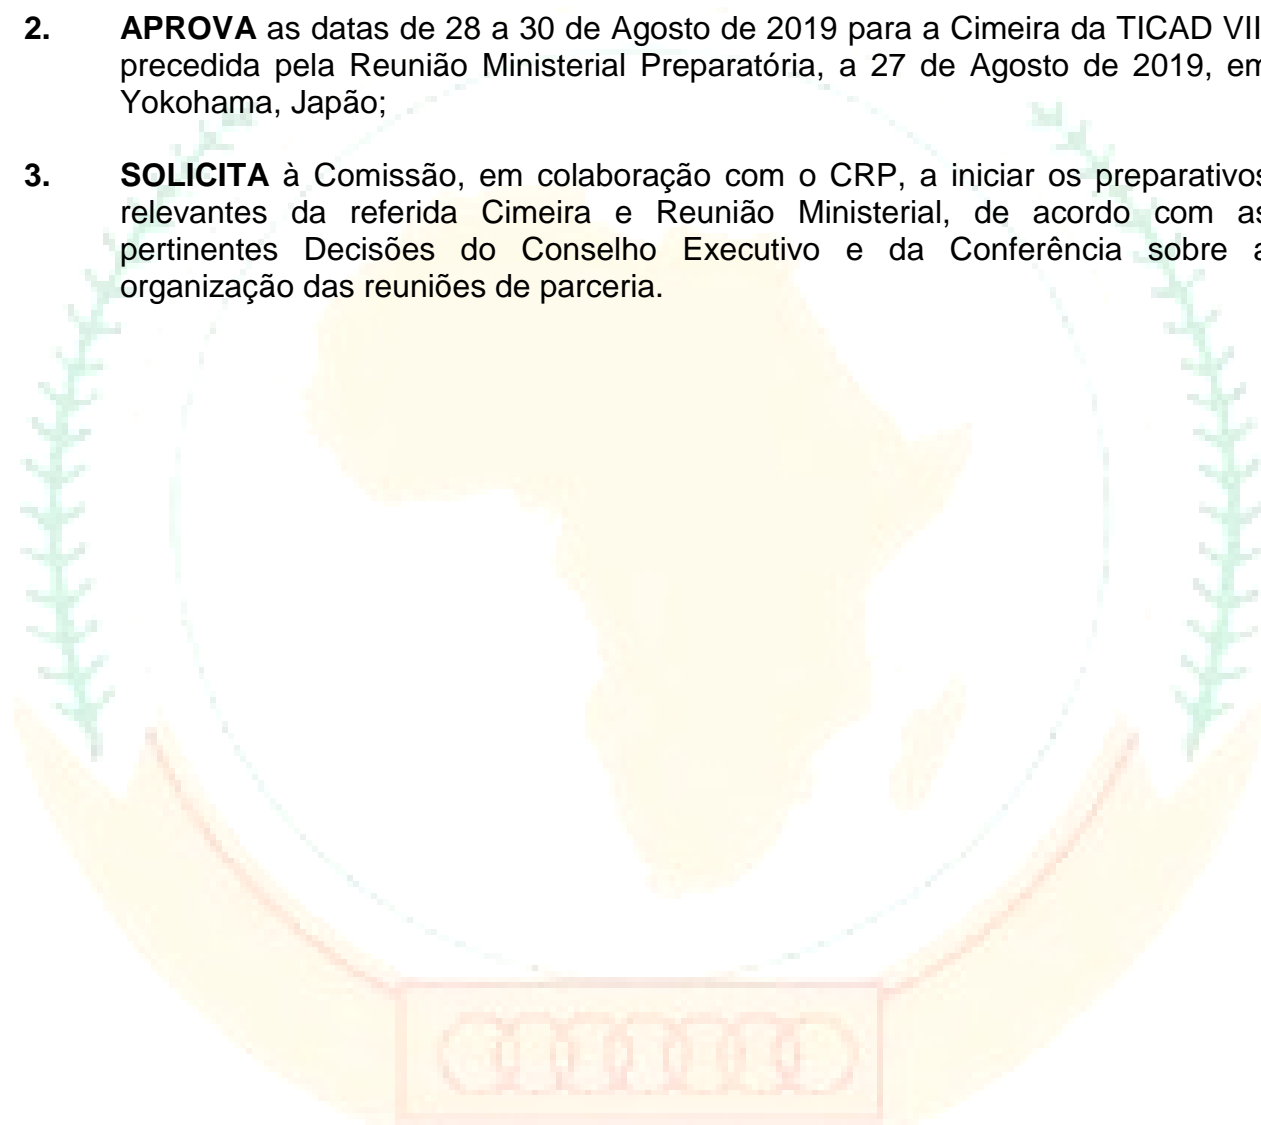 2. APROVA as datas de 28 a 30 de Agosto de 2019 para a Cimeira da TICAD VII
precedida pela Reunião Ministerial Preparatória, a 27 de Agosto de 2019, em
Yokohama, Japão;
3. SOLICITA à Comissão, em colaboração com o CRP, a iniciar os preparativos
relevantes da referida Cimeira e Reunião Ministerial, de acordo com as
pertinentes Decisões do Conselho Executivo e da Conferência sobre a
organização das reuniões de parceria.